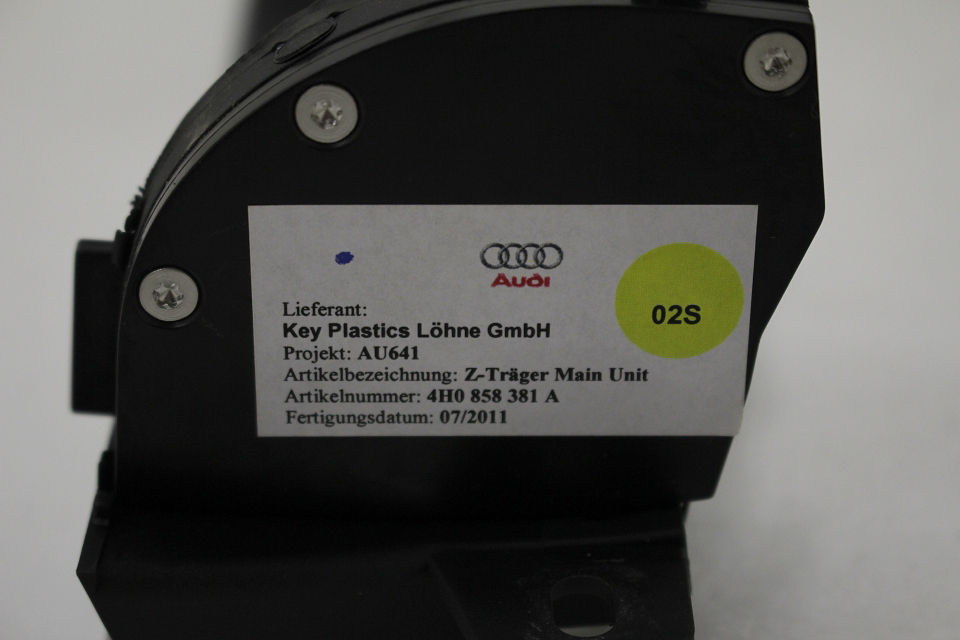 Audi
02S
Lieferant:
Key Plastics Löhne GmbH
Projekt: AU641
Artikelbezeichnung: Z-Träger Main Unit
Artikelnummer: 4H0 858 381 A
Fertigungsdatum: 07/2011